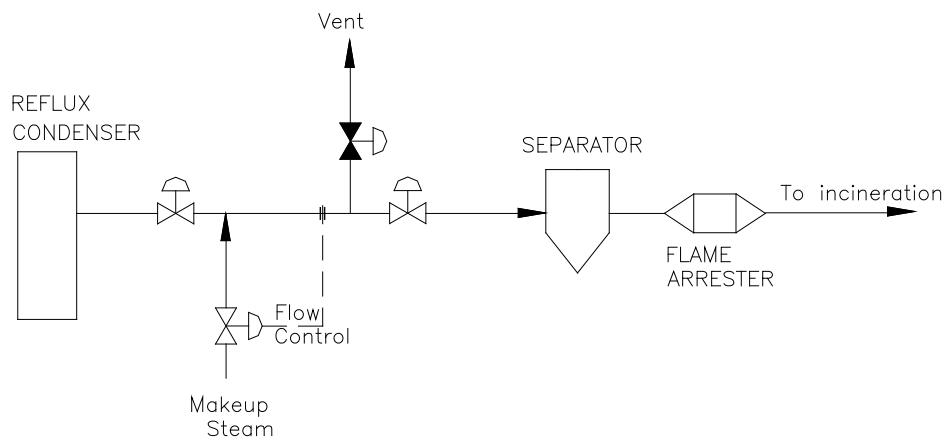 Vent
REFLUX
CONDENSER
SEPARATOR
To incineration
FLAME
ARRESTER
Flow
Control
Makeup
Steam